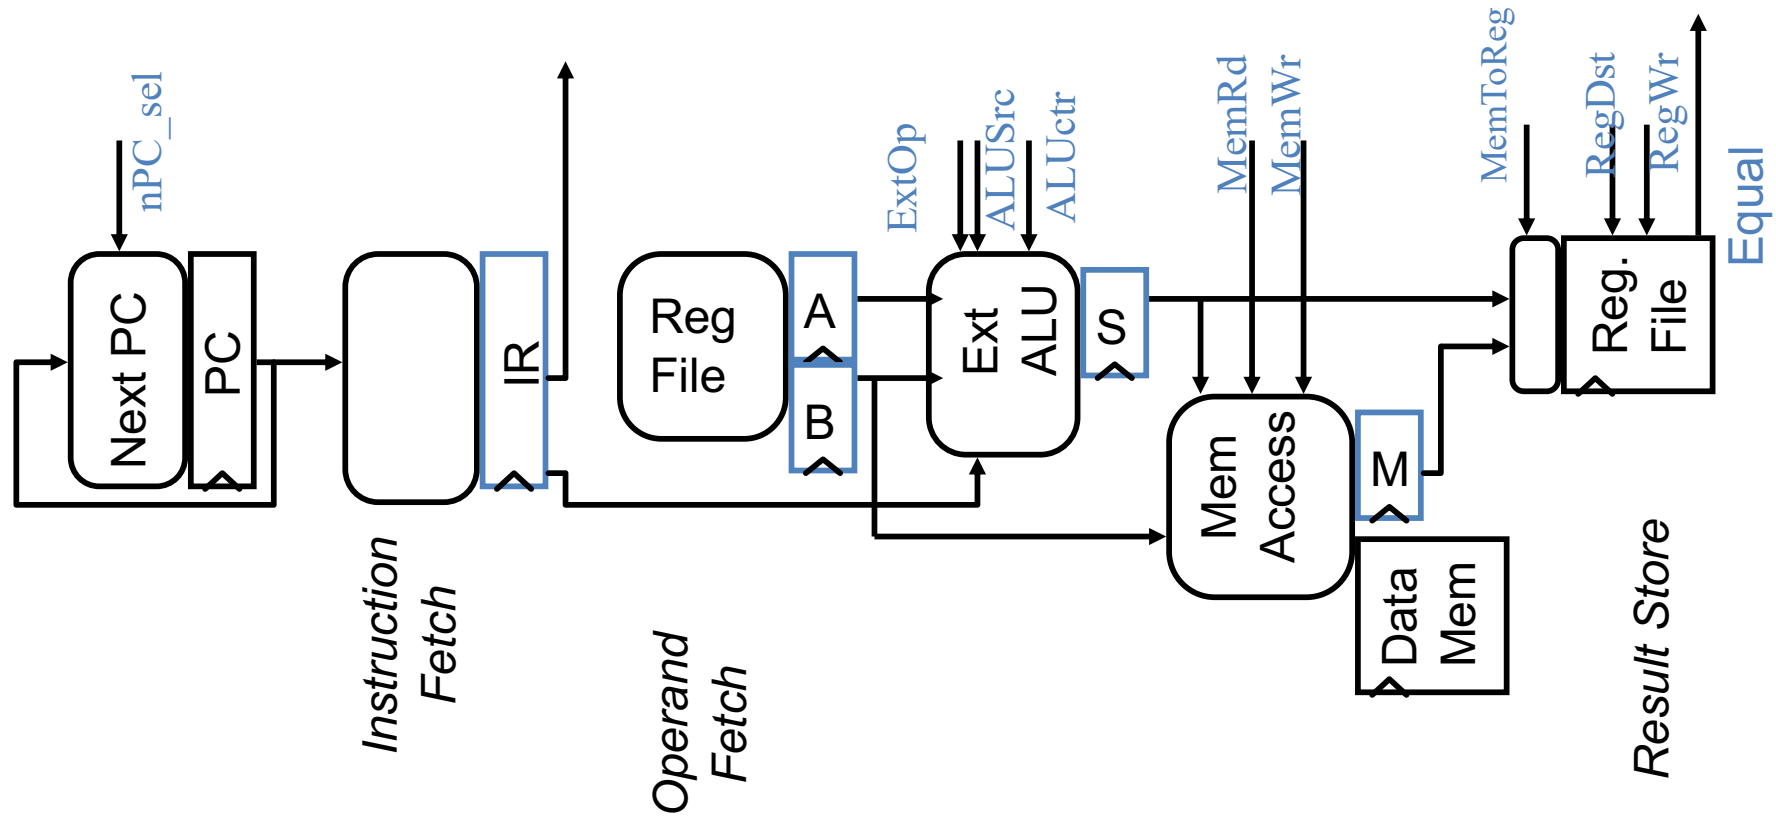 nPC_sel
Next PC
PC
Instruction
Fetch
IR
Operand
Fetch
Reg
File
A
B
ExtOp
ALUSrc
ALUctr
Ext
ALU
S
MemRd
MemWr
Mem
Access
M
Data
Mem
MemToReg
RegDst
RegWr
Equal
Reg.
File
Result Store